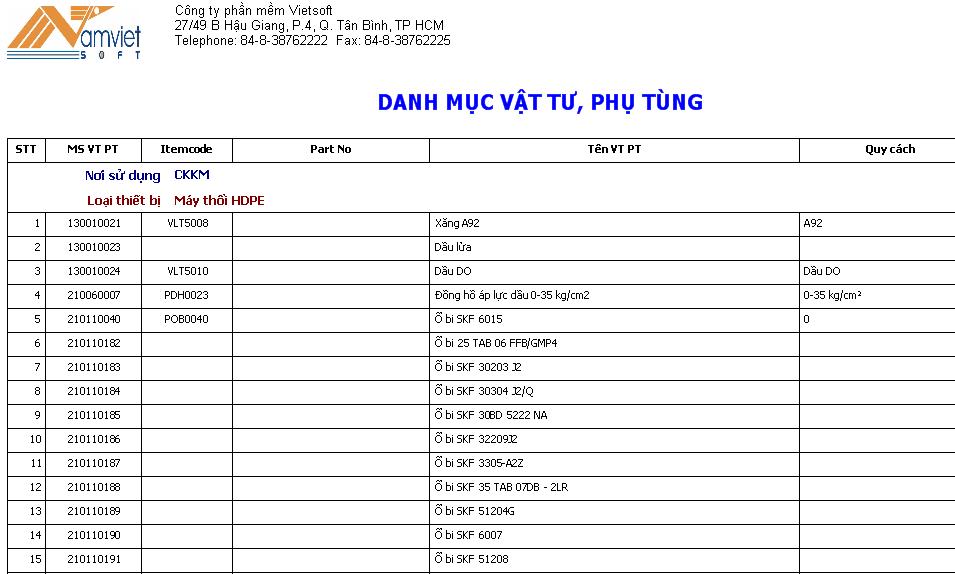 Namviet
SOFT
Công ty phần mềm Vietsoft
27/49 B Hậu Giang, P.4, Q. Tân Bình, TP HCM
Telephone: 84-8-38762222 Fax: 84-8-38762225
DANH MỤC VẬT TƯ, PHỤ TÙNG
STT MS VT PT Itemcode Part No Tên VT PT Quy cách
Nơi sử dụng CKKM
Loại thiết bị Máy thổi HDPE
1 130010021 VLT5008 Xăng A92 A92
2 130010023 Dầu lửa
3 130010024 VLT5010 Dầu DO Dầu DO
4 210060007 PDH0023 Đồng hồ áp lực dầu 0-35 kg/cm2 0-35 kg/cm²
5 210110040 POB0040 Ổ bi SKF 6015 0
6 210110182 Ổ bi 25 TAB 06 FFB/GMP4
7 210110183 Ổ bi SKF 30203 J2
8 210110184 Ổ bi SKF 30304 J2/Q
9 210110185 Ổ bi SKF 30BD 5222 NA
10 210110186 Ổ bi SKF 32209J2
11 210110187 Ổ bi SKF 3305-A2Z
12 210110188 Ổ bi SKF 35 TAB 07DB - 2LR
13 210110189 Ổ bi SKF 51204G
14 210110190 Ổ bi SKF 6007
15 210110191 Ổ bi SKF 51208